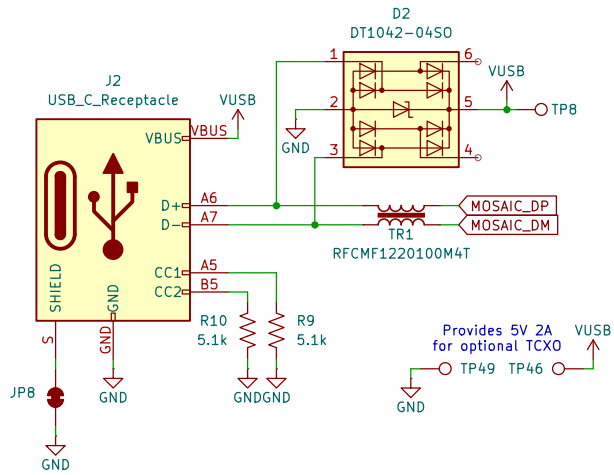 D2
DT1042-04SO
J2
USB_C_Receptacle
VUSB
VBUS
VBUS
1
6
2
5
3
4
VUSB
TP8
GND
D+
A6
D-
A7
MOSAIC_DP
MOSAIC_DM
TR1
RFCMF1220100M4T
CC1
A5
CC2
B5
SHIELD
GND
S
GND
R10
5.1k
R9
5.1k
Provides 5V 2A
for optional TCXO
VUSB
TP49
TP46
JP8
GND
GND
GND
GND
GND